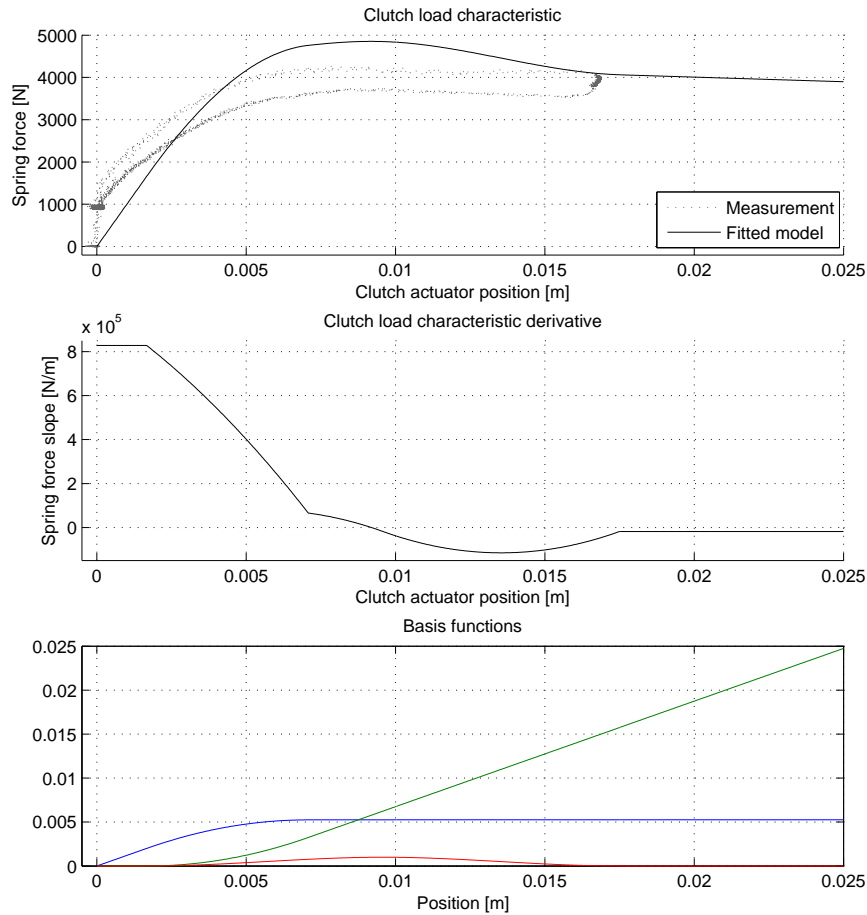 Clutch load characteristic
5000
4000
3000
2000
1000
0
Spring force [N]
Measurement
Fitted model
0 0.005 0.01 0.015 0.02 0.025
Clutch actuator position [m]
x 10^5
Clutch load characteristic derivative
8
6
4
2
0
Spring force slope [N/m]
0 0.005 0.01 0.015 0.02 0.025
Clutch actuator position [m]
Basis functions
0.025
0.02
0.015
0.01
0.005
0
0 0.005 0.01 0.015 0.02 0.025
Position [m]